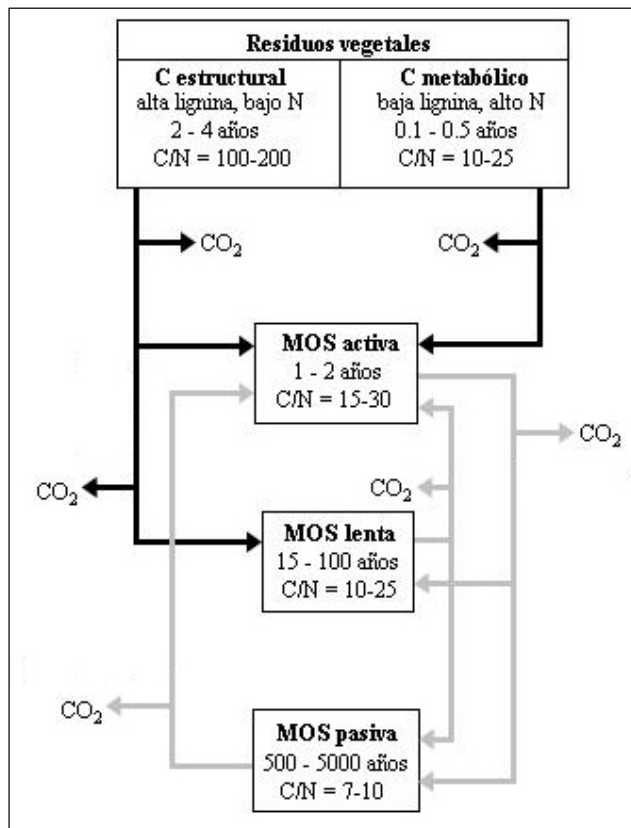 Residuos vegetales
C estructural
alta lignina, bajo N
2 - 4 años
C/N = 100-200
C metabólico
baja lignina, alto N
0.1 - 0.5 años
C/N = 10-25
CO2
CO2
MOS activa
1 - 2 años
C/N = 15-30
CO2
CO2
CO2
MOS lenta
15 - 100 años
C/N = 10-25
CO2
MOS pasiva
500 - 5000 años
C/N = 7-10